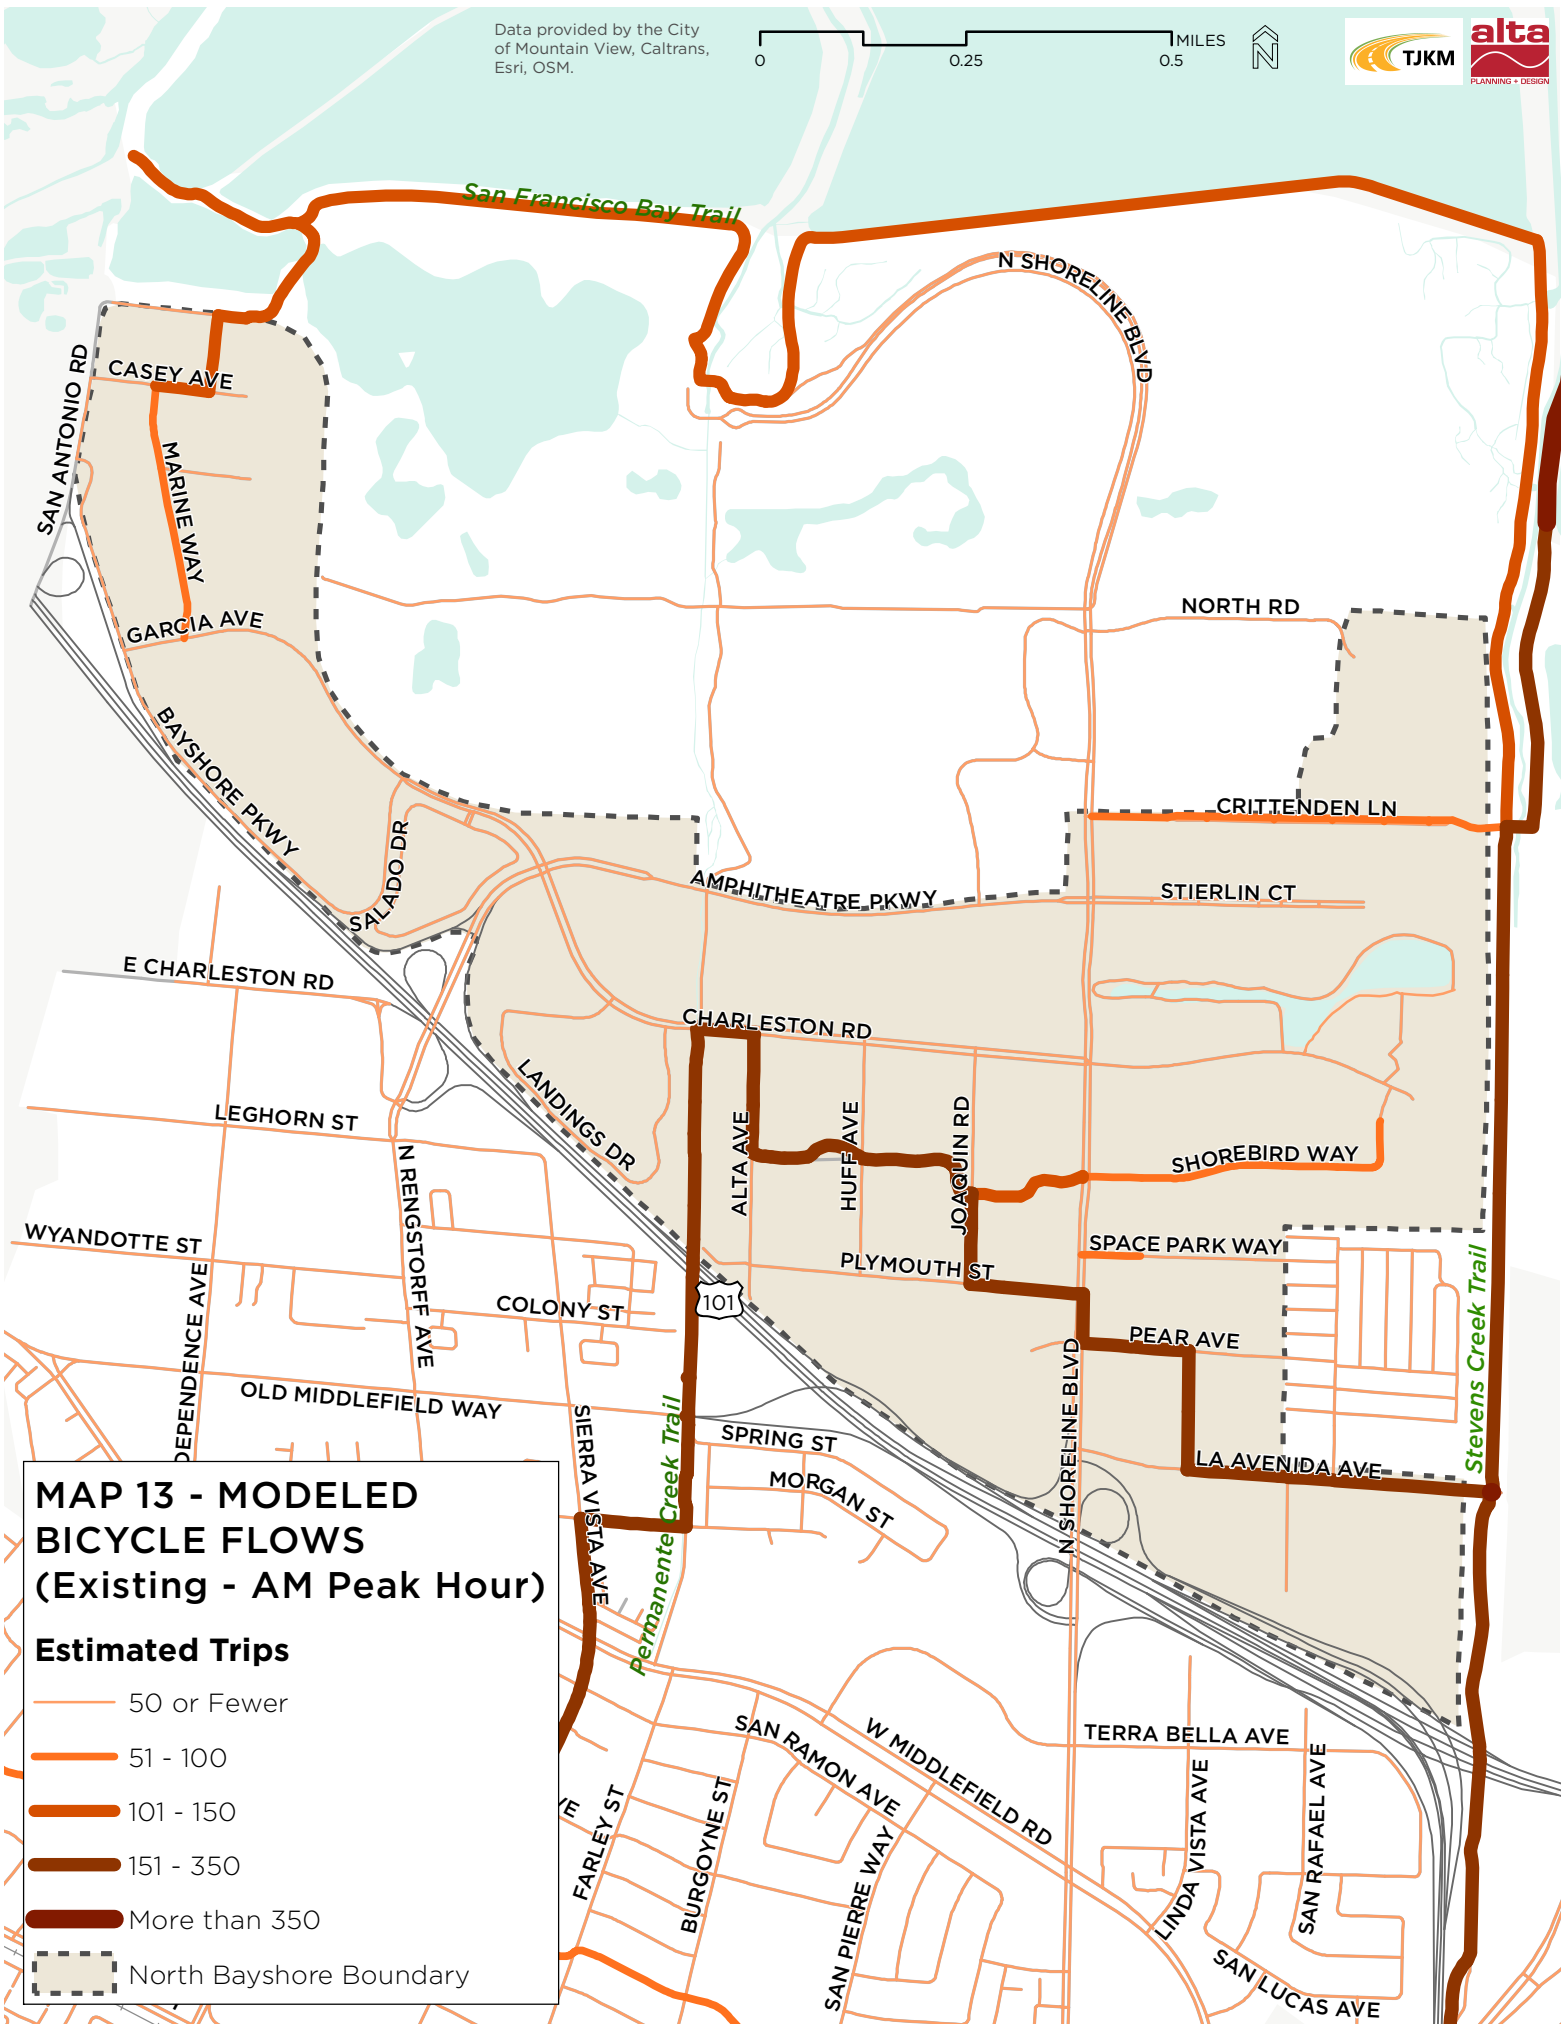 Data provided by the City
of Mountain View, Caltrans,
Esri, OSM.
0
0.25
0.5
MILES
N
TJKM
alta
PLANNING + DESIGN
San Francisco Bay Trail
N SHORELINE BLVD
SAN ANTONIO RD
CASEY AVE
MARINE WAY
GARCIA AVE
NORTH RD
BAYSHORE PKWY
SALADO DR
CRITTENDEN LN
AMPHITHEATRE PKWY
STIERLIN CT
E CHARLESTON RD
CHARLESTON RD
LANDINGS DR
LEGHORN ST
N RENGSTORFF AVE
ALTA AVE
HUFF AVE
JOAQUIN RD
SHOREBIRD WAY
WYANDOTTE ST
SPACE PARK WAY
PLYMOUTH ST
101
COLONY ST
DEPENDENCE AVE
PEAR AVE
Stevens Creek Trail
OLD MIDDLEFIELD WAY
SIERRA VISTA AVE
Permanente Creek Trail
SPRING ST
MORGAN ST
N SHORELINE BLVD
LA AVENIDA AVE
MAP 13 - MODELED
BICYCLE FLOWS
(Existing - AM Peak Hour)
Estimated Trips
50 or Fewer
51 - 100
101 - 150
151 - 350
More than 350
North Bayshore Boundary
VE
FARLEY ST
BURGOYNE ST
SAN RAMON AVE
W MIDDLEFIELD RD
SAN PIERRE WAY
TERRA BELLA AVE
LINDA VISTA AVE
SAN RAFAEL AVE
SAN LUCAS AVE